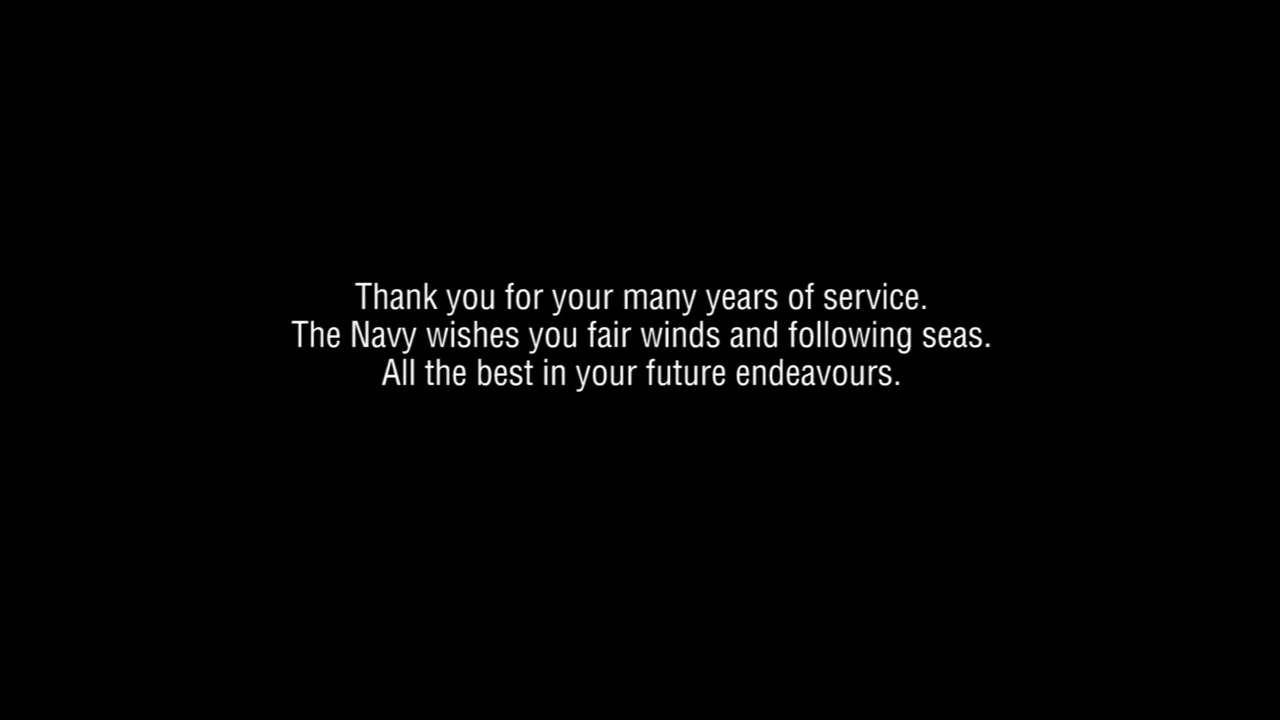 Thank you for your many years of service.
The Navy wishes you fair winds and following seas.
All the best in your future endeavours.